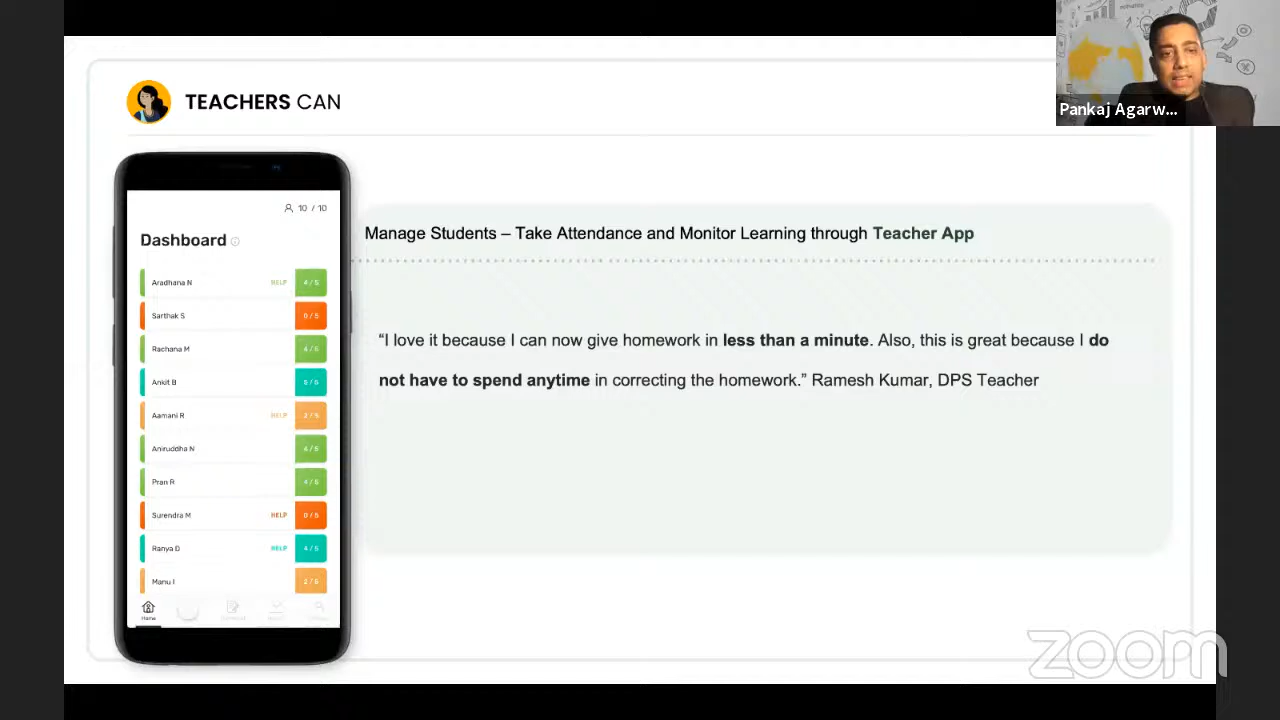 Pankaj Agarw...
TEACHERS CAN
10 / 10
Dashboard
Aradhana N HELP 4 / 5
Sarthak S 0 / 5
Rachana M 4 / 5
Ankit B 5 / 5
Aamani R HELP 2 / 5
Aniruddha N 4 / 5
Pran R 4 / 5
Surendra M HELP 0 / 5
Ranya D HELP 4 / 5
Manu I 2 / 5
Home
Manage Students – Take Attendance and Monitor Learning through Teacher App
“I love it because I can now give homework in less than a minute. Also, this is great because I do
not have to spend anytime in correcting the homework.” Ramesh Kumar, DPS Teacher
zoom